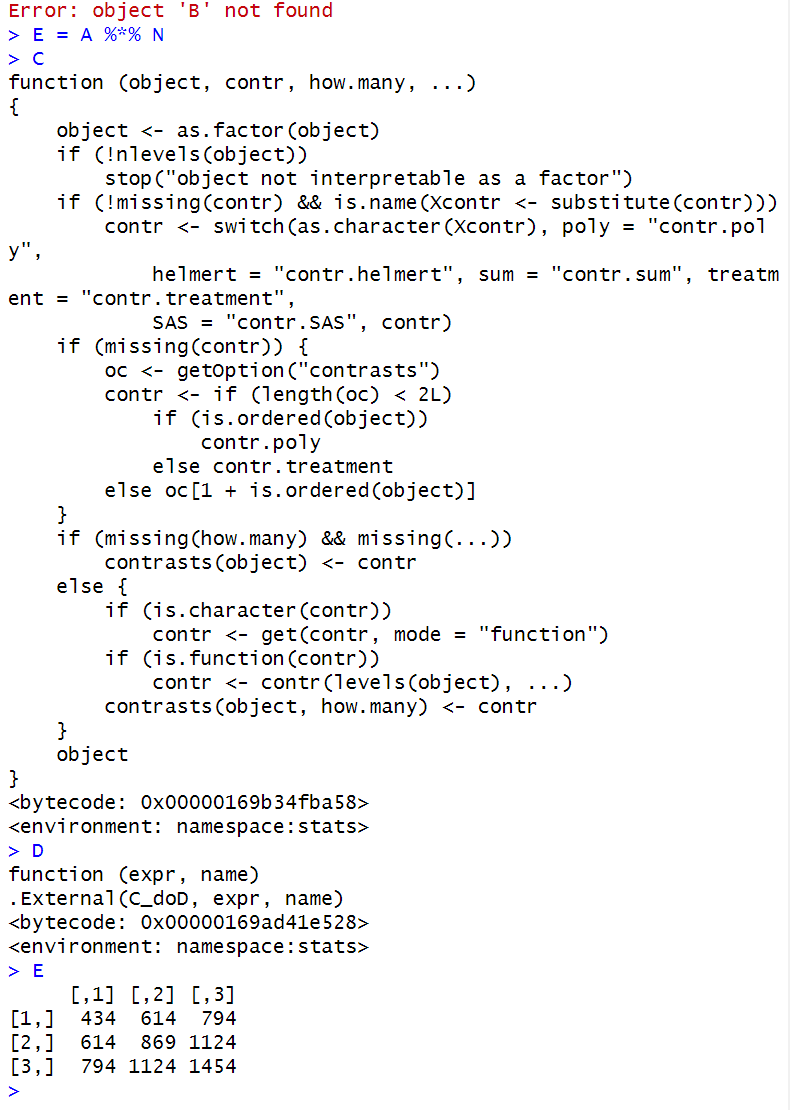 Error: object 'B' not found
> E = A %*% N
> C
function (object, contr, how.many, ...)
{
    object <- as.factor(object)
    if (!nlevels(object))
        stop("object not interpretable as a factor")
    if (!missing(contr) && is.name(Xcontr <- substitute(contr)))
        contr <- switch(as.character(Xcontr), poly = "contr.pol
y",
            helmert = "contr.helmert", sum = "contr.sum", treatm
ent = "contr.treatment",
            SAS = "contr.SAS", contr)
    if (missing(contr)) {
        oc <- getOption("contrasts")
        contr <- if (length(oc) < 2L)
            if (is.ordered(object))
                contr.poly
            else contr.treatment
        else oc[1 + is.ordered(object)]
    }
    if (missing(how.many) && missing(...))
        contrasts(object) <- contr
    else {
        if (is.character(contr))
            contr <- get(contr, mode = "function")
        if (is.function(contr))
            contr <- contr(levels(object), ...)
        contrasts(object, how.many) <- contr
    }
    object
}
<bytecode: 0x00000169b34fba58>
<environment: namespace:stats>
> D
function (expr, name)
.External(C_doD, expr, name)
<bytecode: 0x00000169ad41e528>
<environment: namespace:stats>
> E
     [,1] [,2] [,3]
[1,]  434  614  794
[2,]  614  869 1124
[3,]  794 1124 1454
>